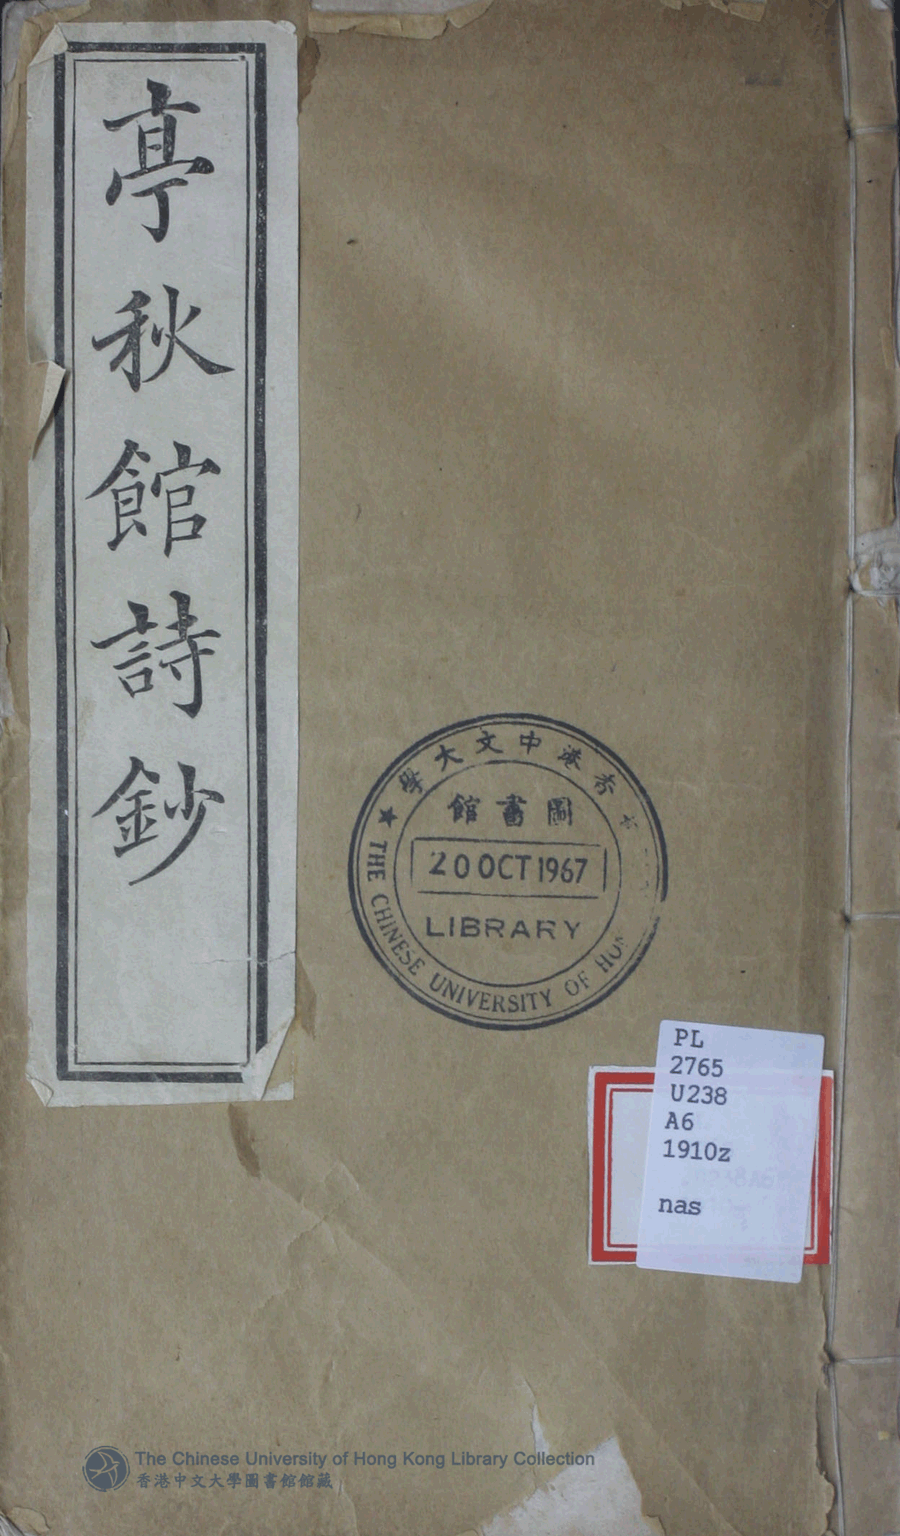 亭秋館詩鈔
香港中文大學
圖書館
20 OCT 1967
LIBRARY
THE CHINESE UNIVERSITY OF
PL
2765
U238
A6
1910z
nas
The Chinese University of Hong Kong Library Collection
香港中文大學圖書館館藏